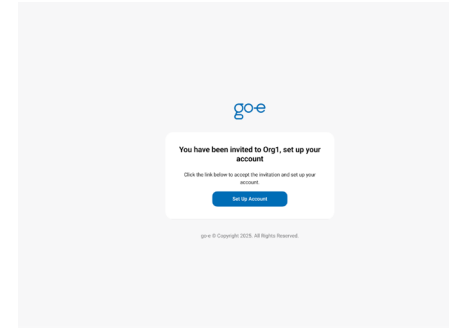 go-e
You have been invited to Org1, set up your
account
Click the link below to accept the invitation and set up your
account.
Set Up Account
go-e © Copyright 2025. All Rights Reserved.